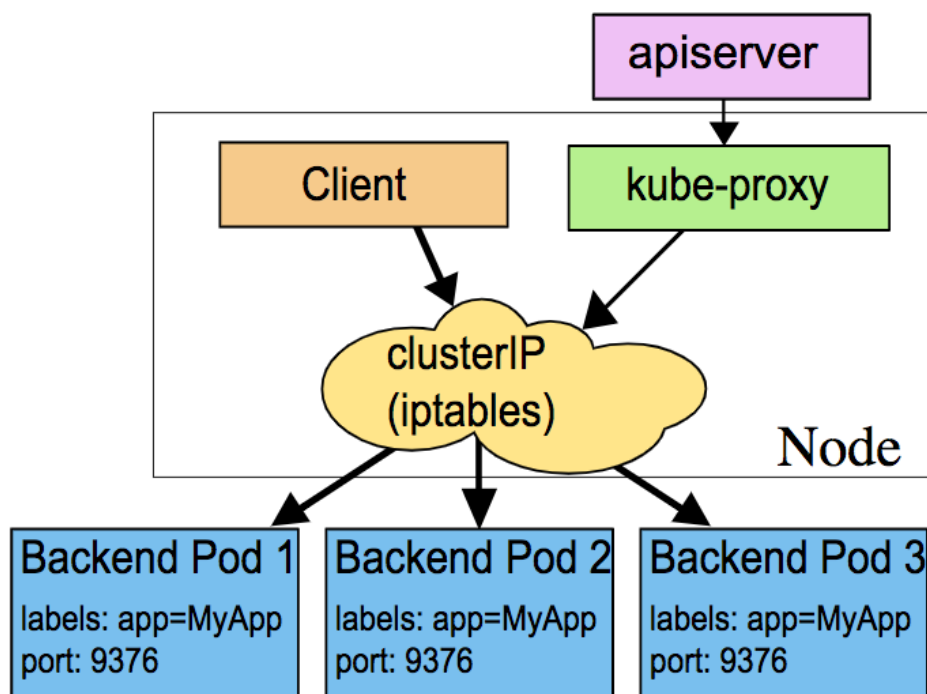 apiserver
Client
kube-proxy
clusterIP
(iptables)
Node
Backend Pod 1
labels: app=MyApp
port: 9376
Backend Pod 2
labels: app=MyApp
port: 9376
Backend Pod 3
labels: app=MyApp
port: 9376